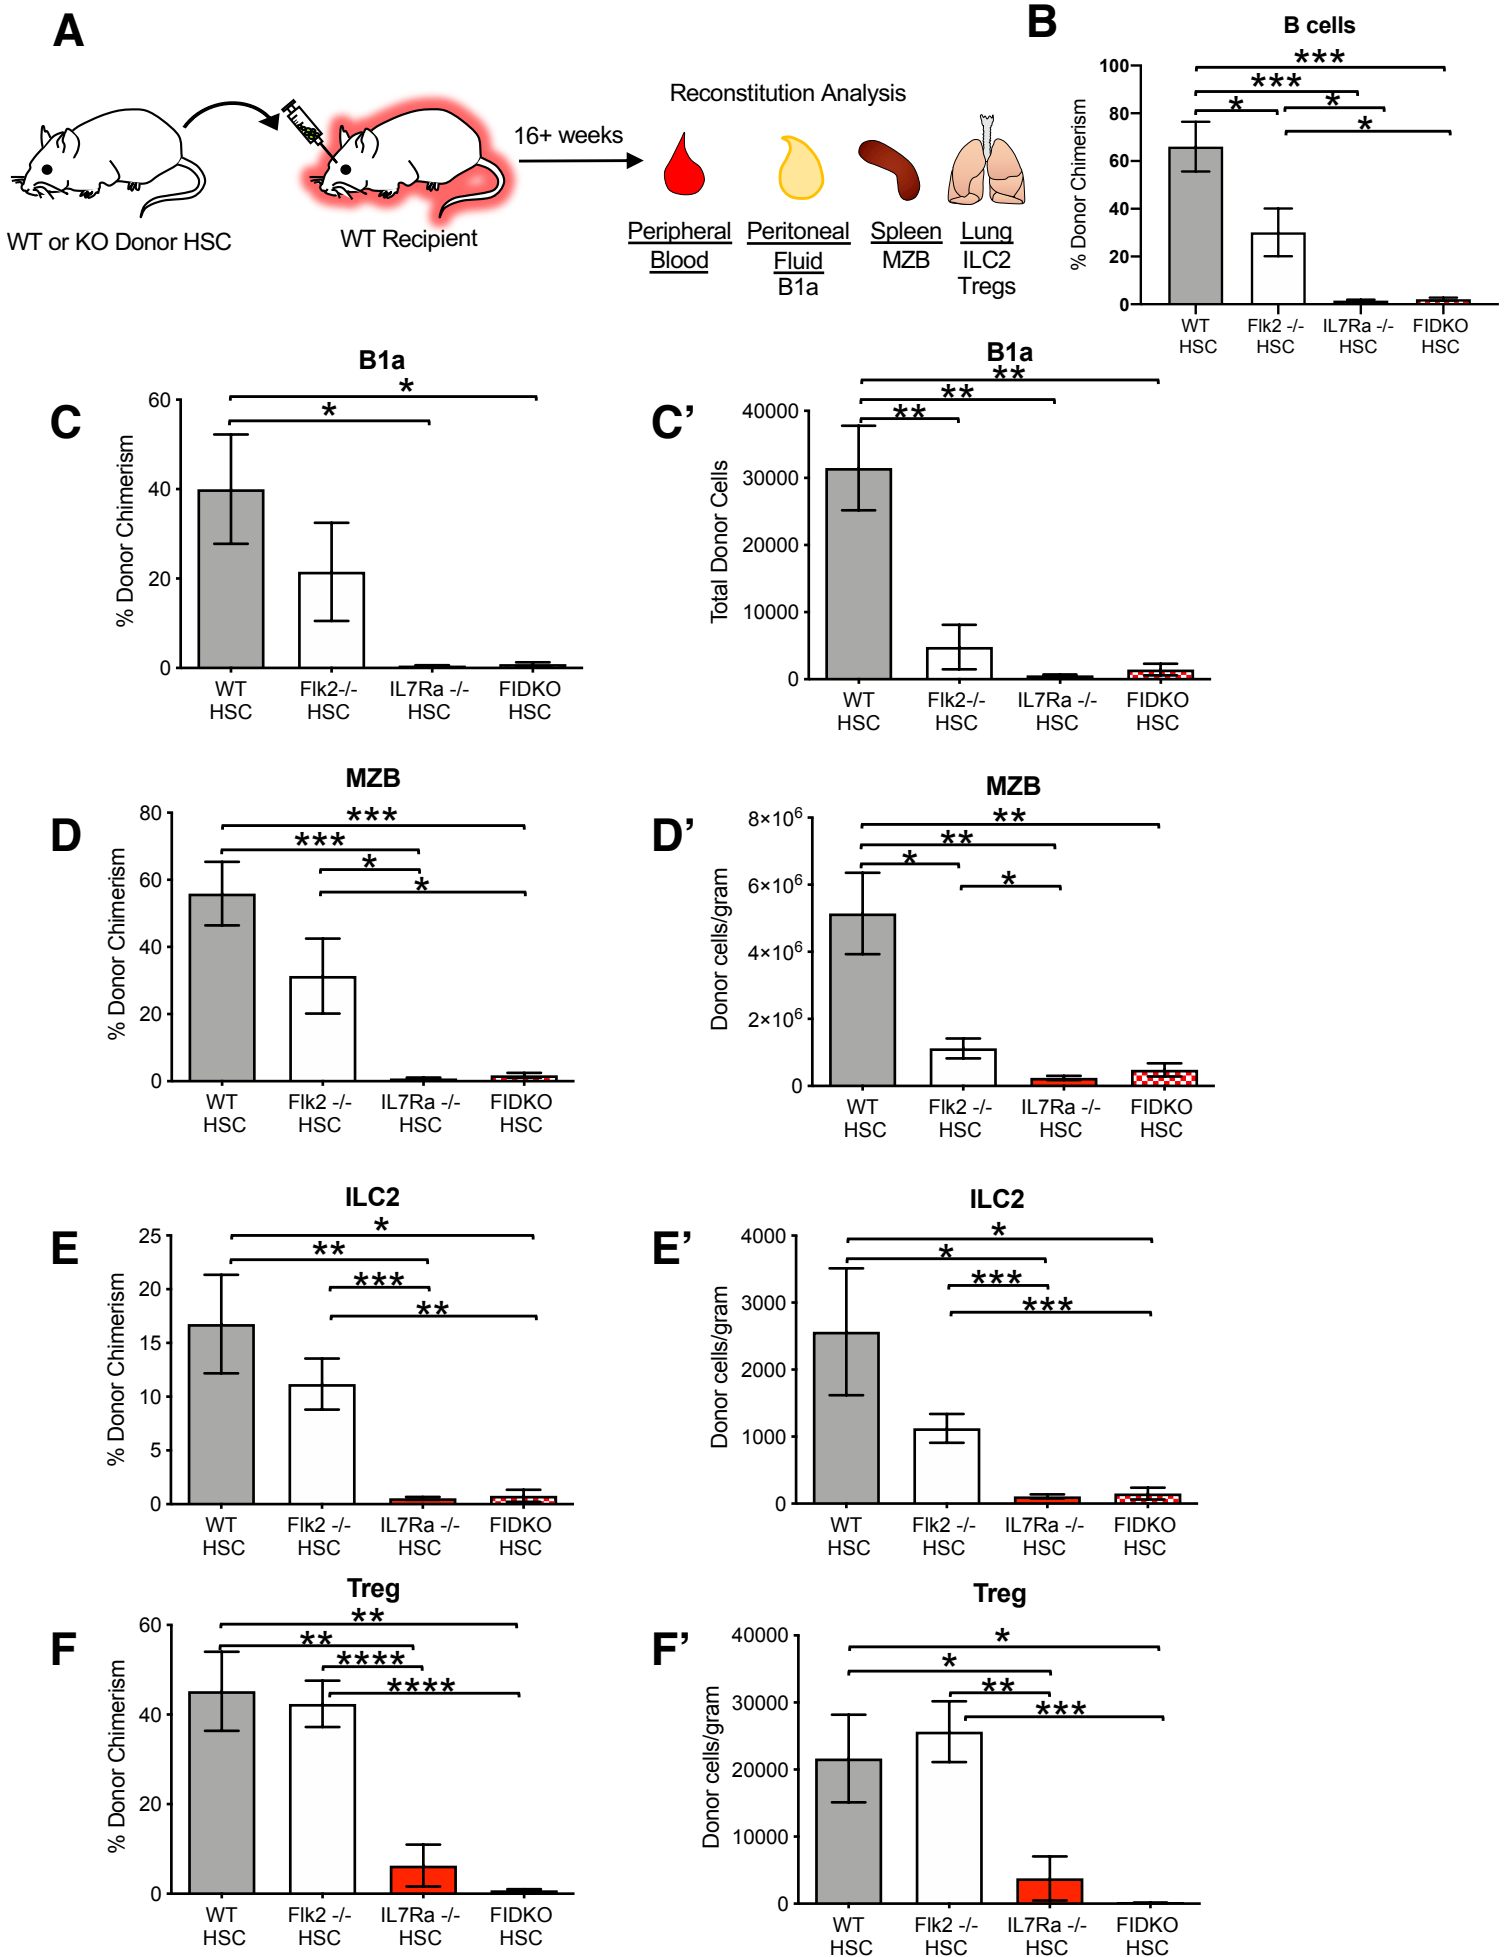 A
WT or KO Donor HSC
WT Recipient
16+ weeks
Reconstitution Analysis
Peripheral
Blood
Peritoneal
Fluid
B1a
Spleen
MZB
Lung
ILC2
Tregs
B
B cells
% Donor Chimerism
100
80
60
40
20
0
***
***
*
*
*
WT
HSC
Flk2 -/-
HSC
IL7Ra -/-
HSC
FIDKO
HSC
C
B1a
% Donor Chimerism
60
40
20
0
*
*
WT
HSC
Flk2-/-
HSC
IL7Ra -/-
HSC
FIDKO
HSC
C’
B1a
Total Donor Cells
40000
30000
20000
10000
0
**
**
**
WT
HSC
Flk2-/-
HSC
IL7Ra -/-
HSC
FIDKO
HSC
D
MZB
% Donor Chimerism
80
60
40
20
0
***
***
*
*
WT
HSC
Flk2 -/-
HSC
IL7Ra -/-
HSC
FIDKO
HSC
D’
MZB
Donor cells/gram
8×10⁶
6×10⁶
4×10⁶
2×10⁶
0
**
**
*
*
WT
HSC
Flk2 -/-
HSC
IL7Ra -/-
HSC
FIDKO
HSC
E
ILC2
% Donor Chimerism
25
20
15
10
5
0
*
**
***
**
WT
HSC
Flk2 -/-
HSC
IL7Ra -/-
HSC
FIDKO
HSC
E’
ILC2
Donor cells/gram
4000
3000
2000
1000
0
*
*
***
***
WT
HSC
Flk2 -/-
HSC
IL7Ra -/-
HSC
FIDKO
HSC
F
Treg
% Donor Chimerism
60
40
20
0
**
**
****
****
WT
HSC
Flk2 -/-
HSC
IL7Ra -/-
HSC
FIDKO
HSC
F’
Treg
Donor cells/gram
40000
30000
20000
10000
0
*
*
**
***
WT
HSC
Flk2 -/-
HSC
IL7Ra -/-
HSC
FIDKO
HSC